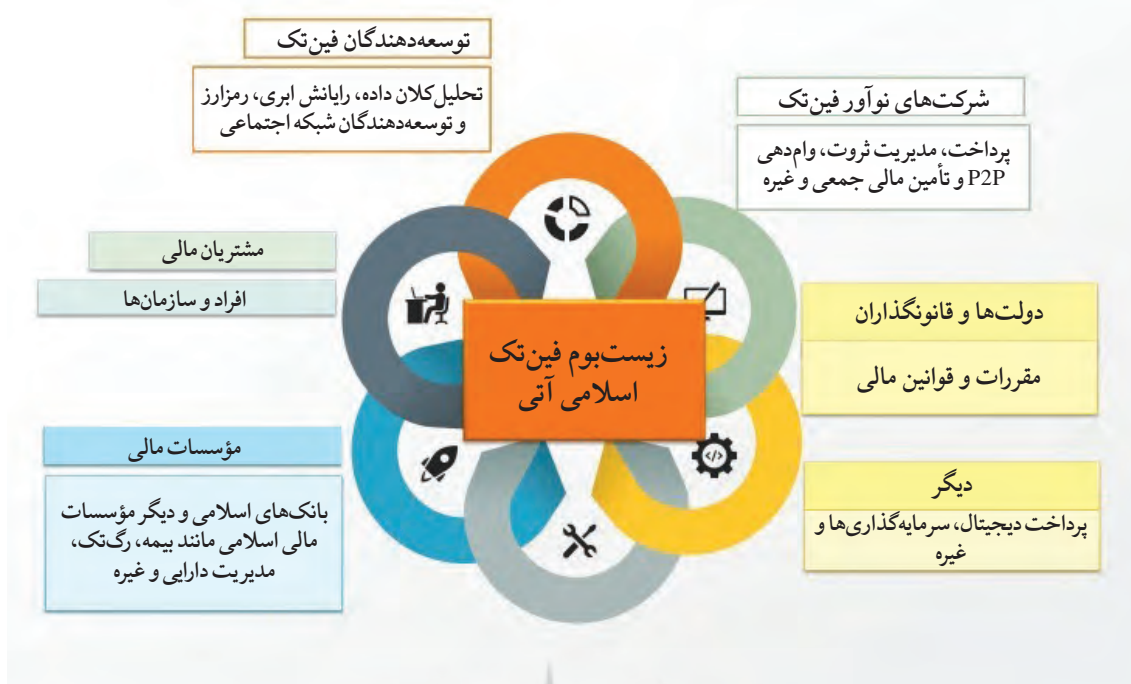 توسعه‌دهندگان فین‌تک
تحلیل‌کلان داده، رایانش ابری، رمزارز
و توسعه‌دهندگان شبکه اجتماعی
شرکت‌های نوآور فین‌تک
پرداخت، مدیریت ثروت، وام‌دهی
P2P و تأمین مالی جمعی و غیره
مشتریان مالی
افراد و سازمان‌ها
دولت‌ها و قانونگذاران
مقررات و قوانین مالی
زیست‌بوم فین‌تک
اسلامی آتی
مؤسسات مالی
بانک‌های اسلامی و دیگر مؤسسات
مالی اسلامی مانند بیمه، رگ‌تک،
مدیریت دارایی و غیره
دیگر
پرداخت دیجیتال، سرمایه‌گذاری‌ها و
غیره